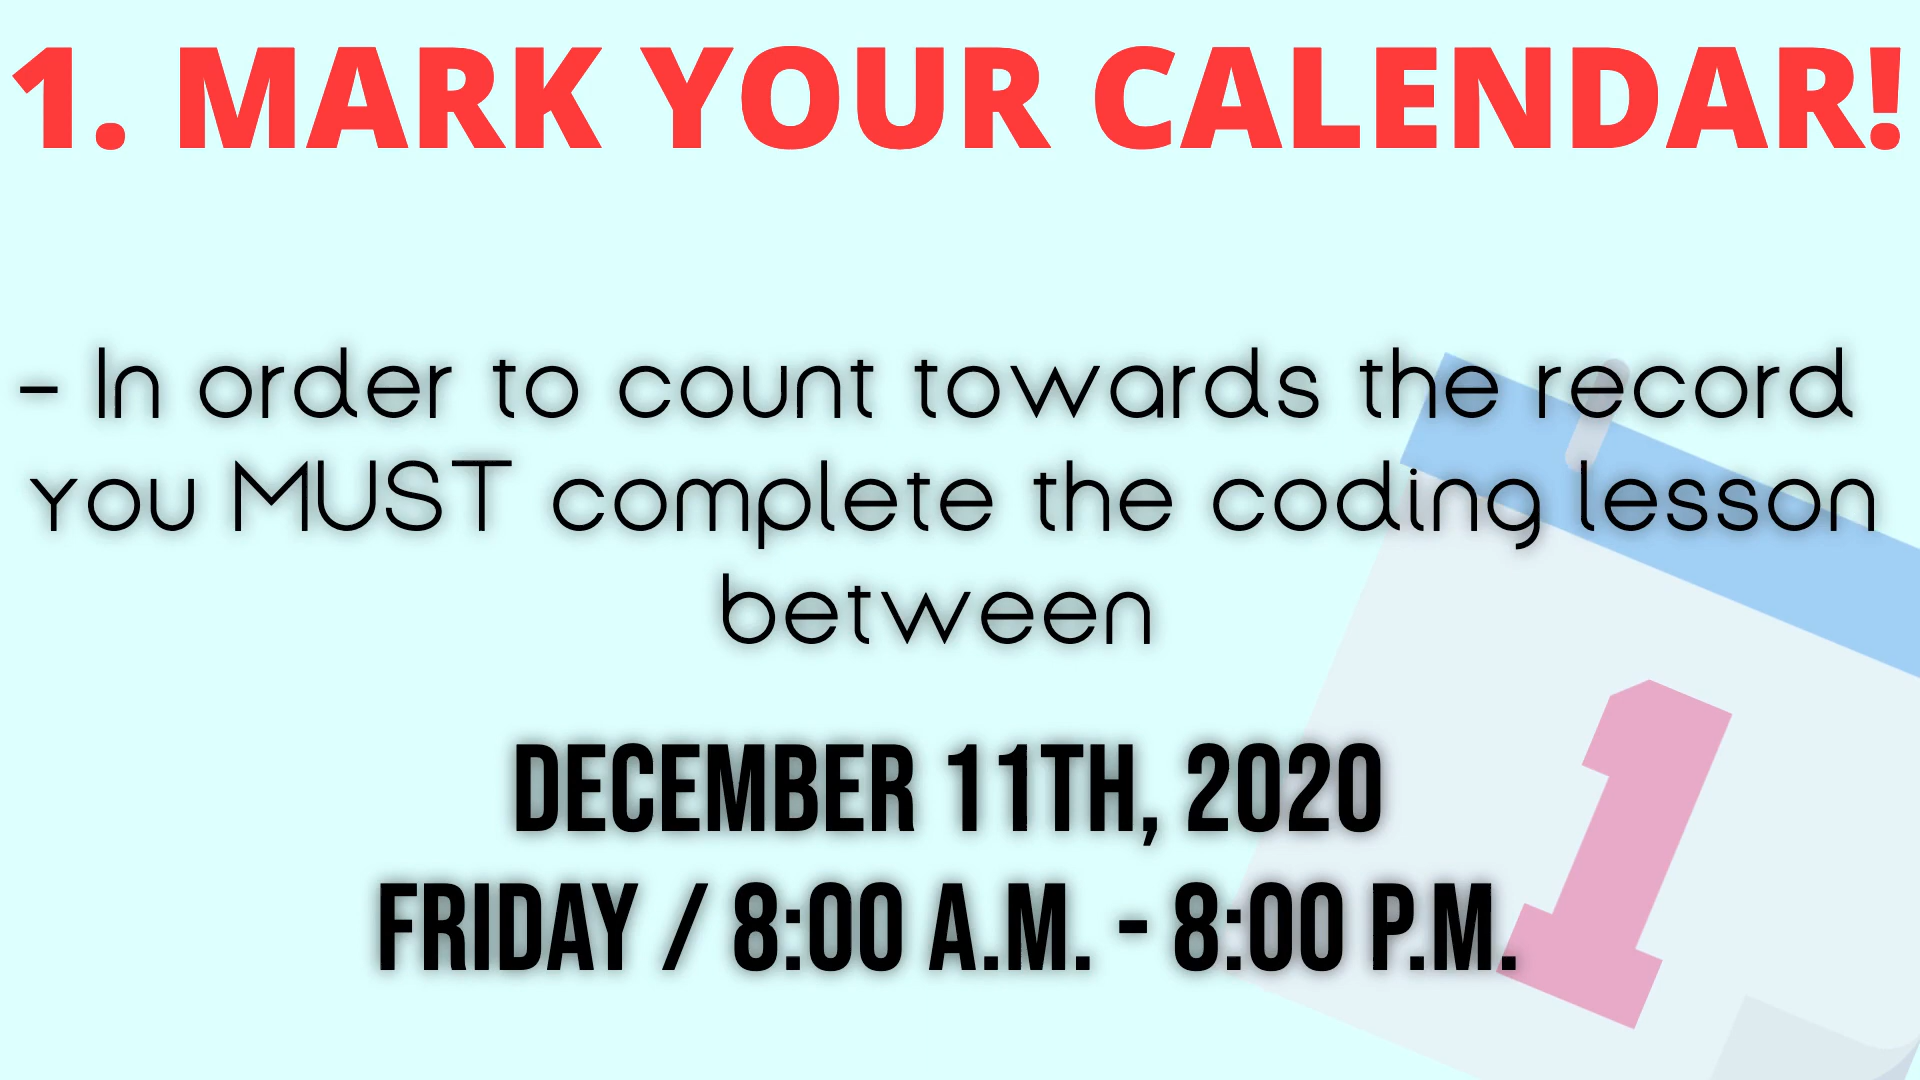 1. MARK YOUR CALENDAR!
- In order to count towards the record
you MUST complete the coding lesson
between
DECEMBER 11TH, 2020
FRIDAY / 8:00 A.M. - 8:00 P.M.
1